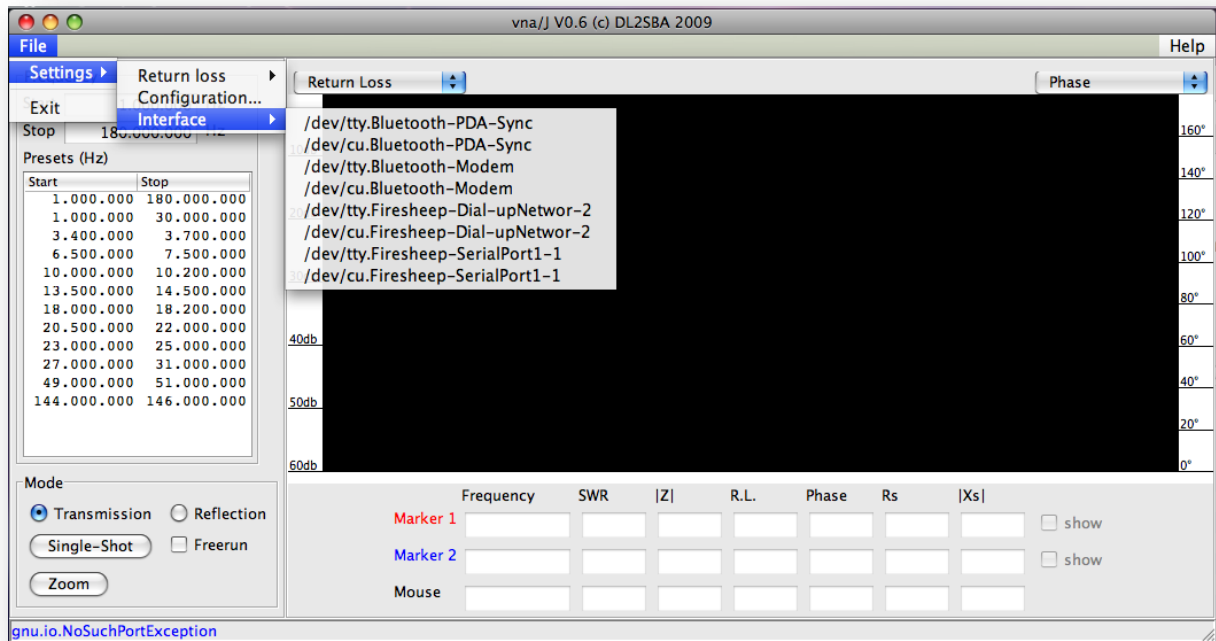 vna/J V0.6 (c) DL2SBA 2009
File Help
Settings
Exit
Return loss
Configuration...
Interface
/dev/tty.Bluetooth-PDA-Sync
/dev/cu.Bluetooth-PDA-Sync
/dev/tty.Bluetooth-Modem
/dev/cu.Bluetooth-Modem
/dev/tty.Firesheep-Dial-upNetwor-2
/dev/cu.Firesheep-Dial-upNetwor-2
/dev/tty.Firesheep-SerialPort1-1
/dev/cu.Firesheep-SerialPort1-1
Stop 180.000.000 Hz
Presets (Hz)
Start Stop
1.000.000 180.000.000
1.000.000 30.000.000
3.400.000 3.700.000
6.500.000 7.500.000
10.000.000 10.200.000
13.500.000 14.500.000
18.000.000 18.200.000
20.500.000 22.000.000
23.000.000 25.000.000
27.000.000 31.000.000
49.000.000 51.000.000
144.000.000 146.000.000
Mode
Transmission Reflection
Single-Shot Freerun
Zoom
Return Loss Phase
40db
50db
60db
160°
140°
120°
100°
80°
60°
40°
20°
0°
Frequency SWR |Z| R.L. Phase Rs |Xs|
Marker 1 show
Marker 2 show
Mouse
gnu.io.NoSuchPortException